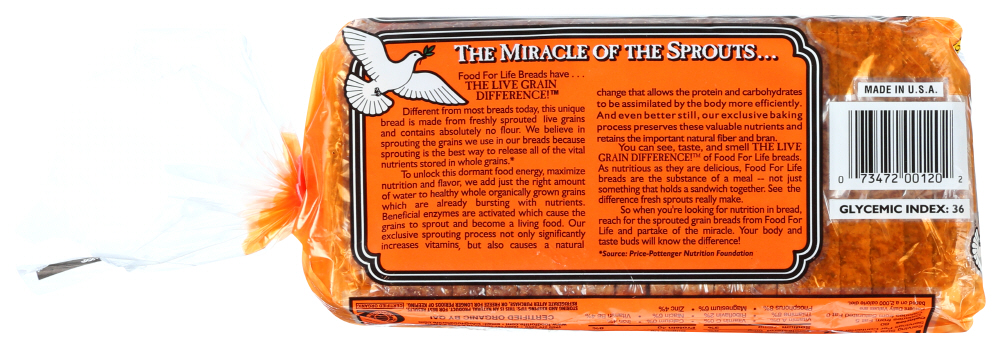 THE MIRACLE OF THE SPROUTS...
Food For Life Breads have . . .
THE LIVE GRAIN
DIFFERENCE!™
Different from most breads today, this unique
bread is made from freshly sprouted live grains
and contains absolutely no flour. We believe in
sprouting the grains we use in our breads because
sprouting is the best way to release all of the vital
nutrients stored in whole grains.*
To unlock this dormant food energy, maximize
nutrition and flavor, we add just the right amount
of water to healthy whole organically grown grains
which are already bursting with nutrients.
Beneficial enzymes are activated which cause the
grains to sprout and become a living food. Our
exclusive sprouting process not only significantly
increases vitamins, but also causes a natural
change that allows the protein and carbohydrates
to be assimilated by the body more efficiently.
And even better still, our exclusive baking
process preserves these valuable nutrients and
retains the important natural fiber and bran.
You can see, taste, and smell THE LIVE
GRAIN DIFFERENCE!™ of Food For Life breads.
As nutritious as they are delicious, Food For Life
breads are the substance of a meal -- not just
something that holds a sandwich together. See the
difference fresh sprouts really make.
So when you're looking for nutrition in bread,
reach for the sprouted grain breads from Food For
Life and partake of the miracle. Your body and
taste buds will know the difference!
*Source: Price-Pottenger Nutrition Foundation
MADE IN U.S.A.
0 73472 00120 2
GLYCEMIC INDEX: 36
CERTIFIED ORGANIC BY QAI
Magnesium 6% • Zinc 4%